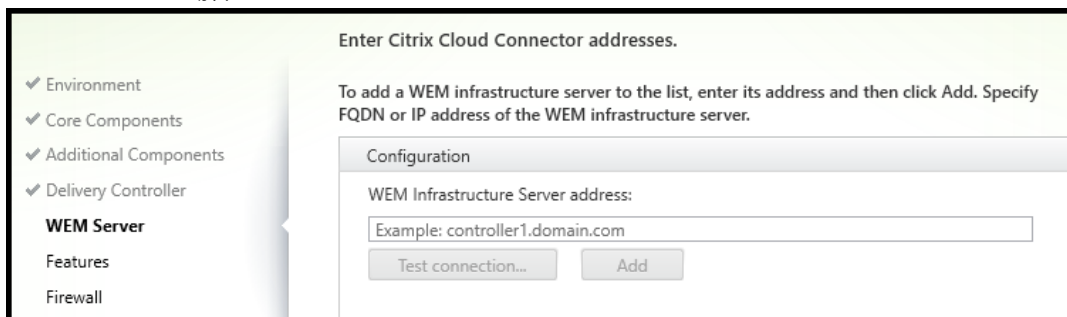 Enter Citrix Cloud Connector addresses.
Environment
Core Components
Additional Components
Delivery Controller
WEM Server
Features
Firewall
To add a WEM infrastructure server to the list, enter its address and then click Add. Specify
FQDN or IP address of the WEM infrastructure server.
Configuration
WEM Infrastructure Server address:
Example: controller1.domain.com
Test connection...
Add